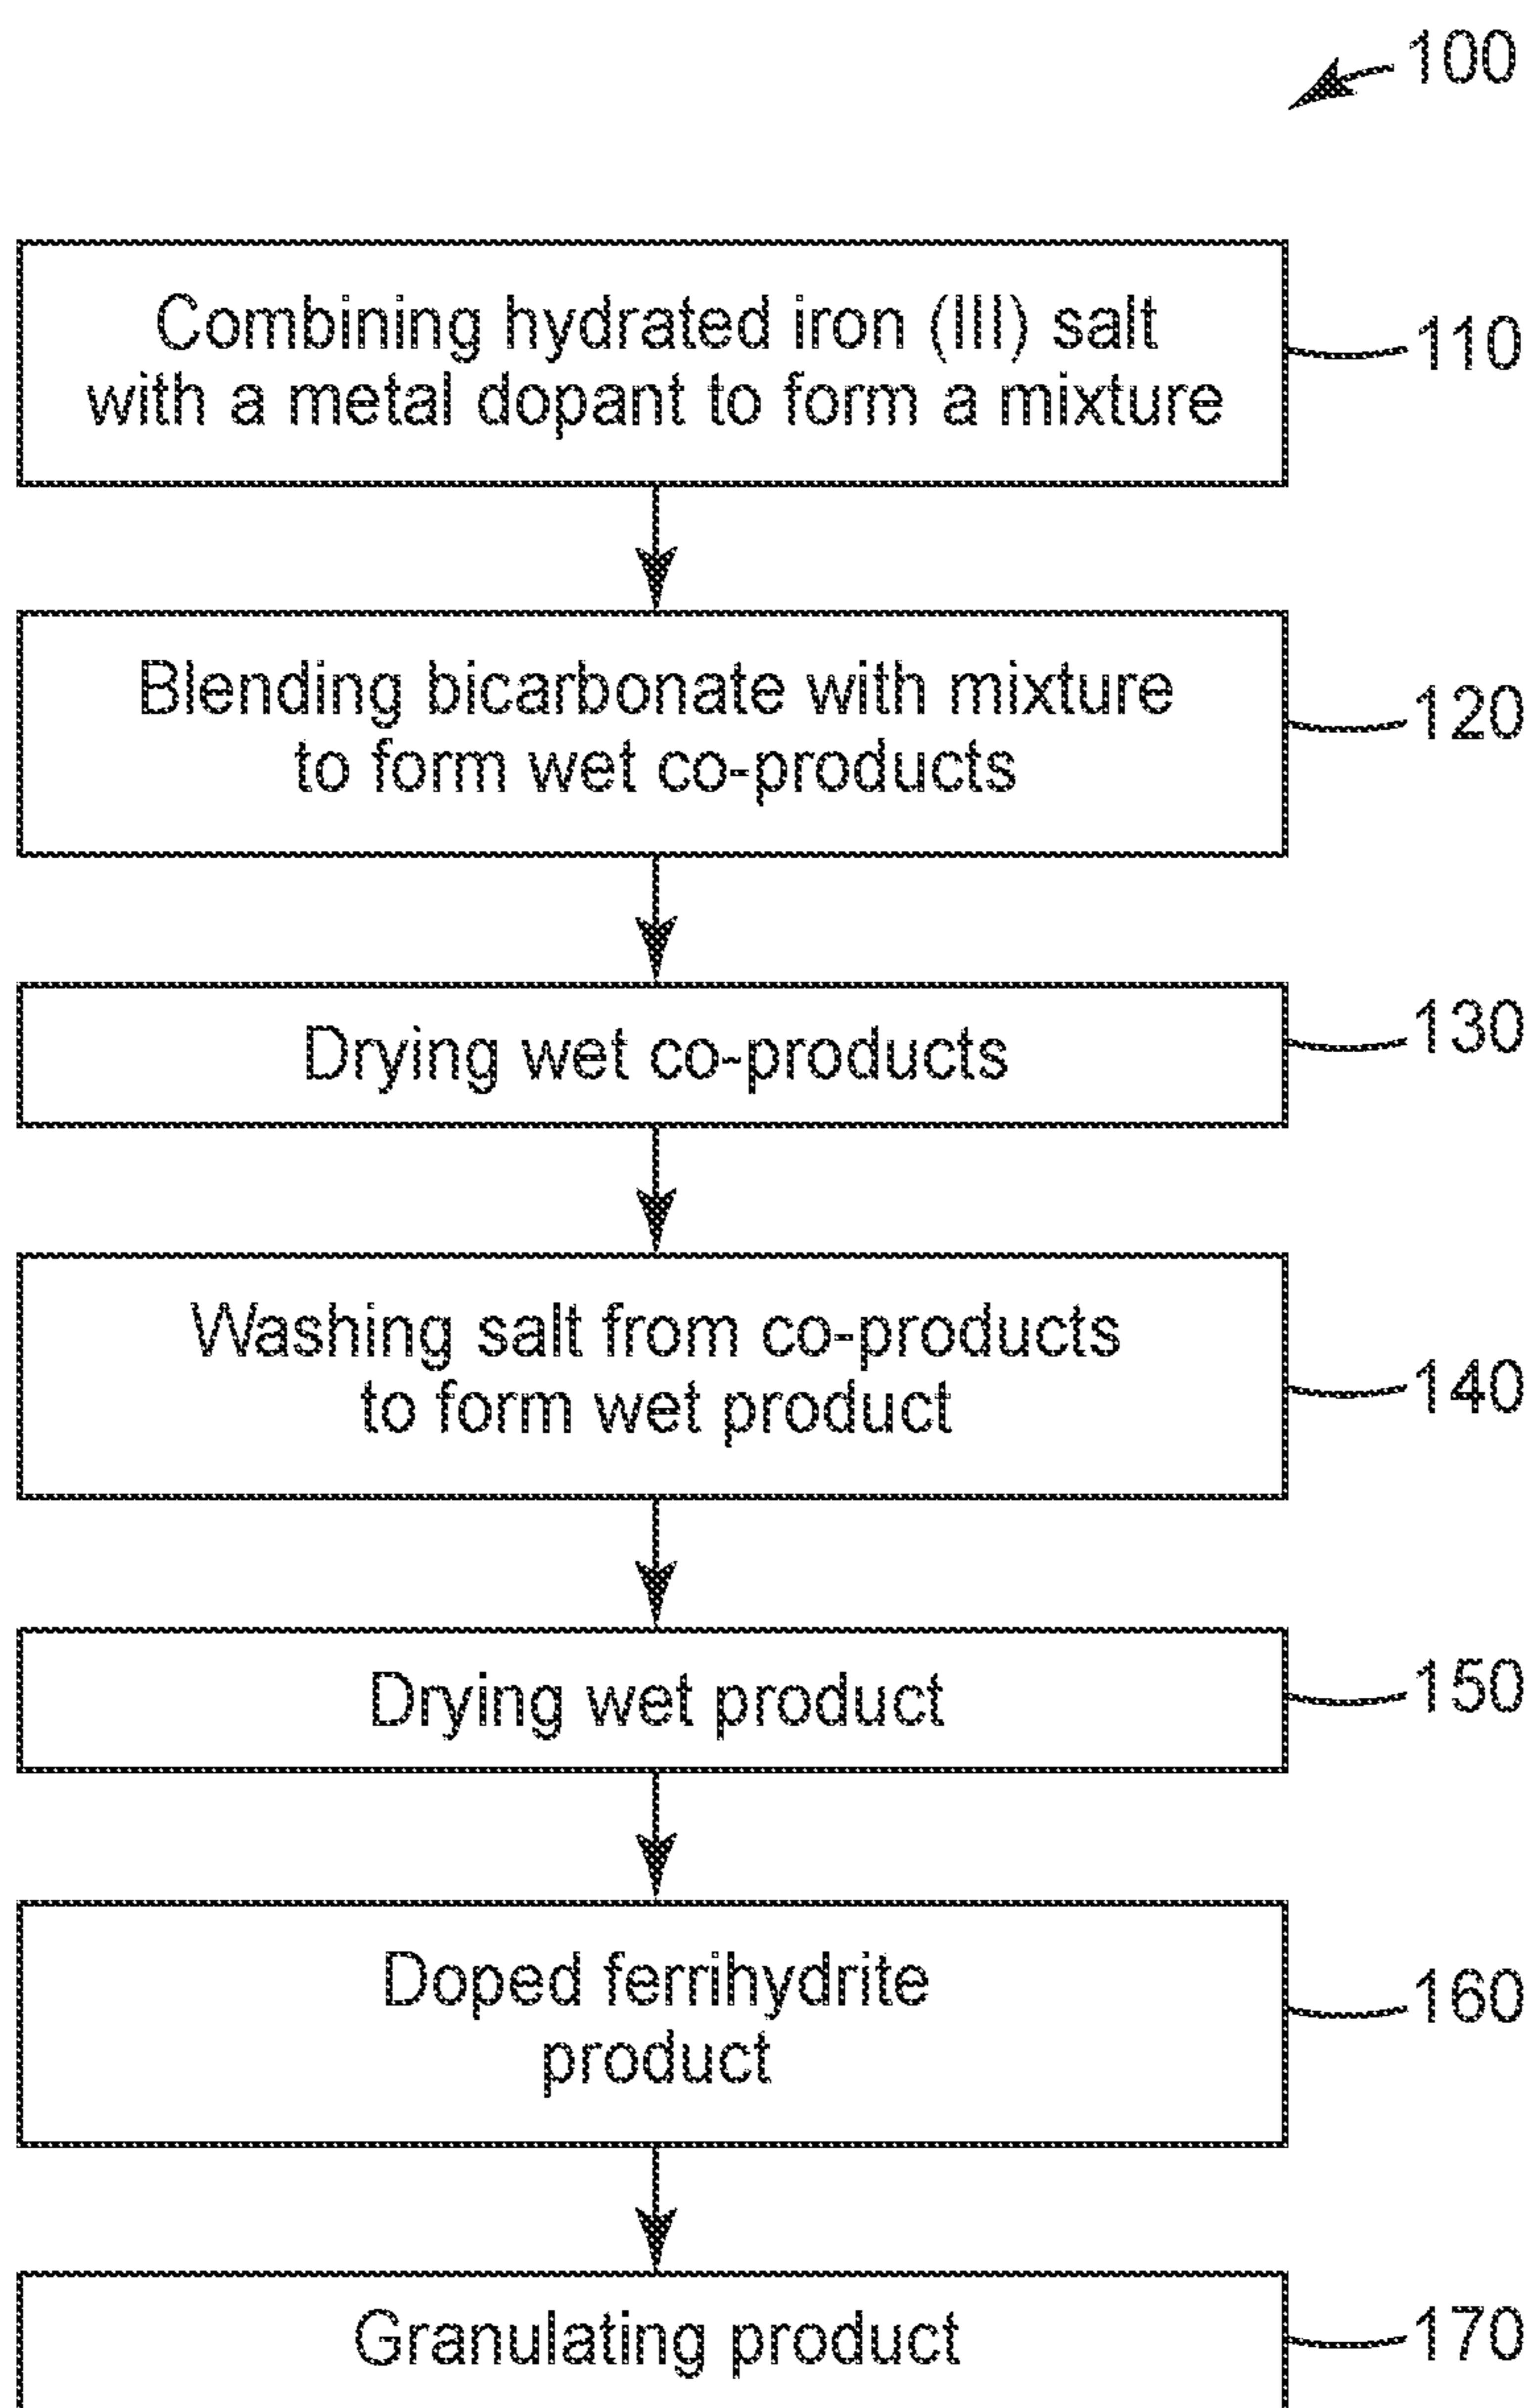 100
Combining hydrated iron (III) salt
with a metal dopant to form a mixture
110
Blending bicarbonate with mixture
to form wet co-products
120
Drying wet co-products
130
Washing salt from co-products
to form wet product
140
Drying wet product
150
Doped ferrihydrite
product
160
Granulating product
170